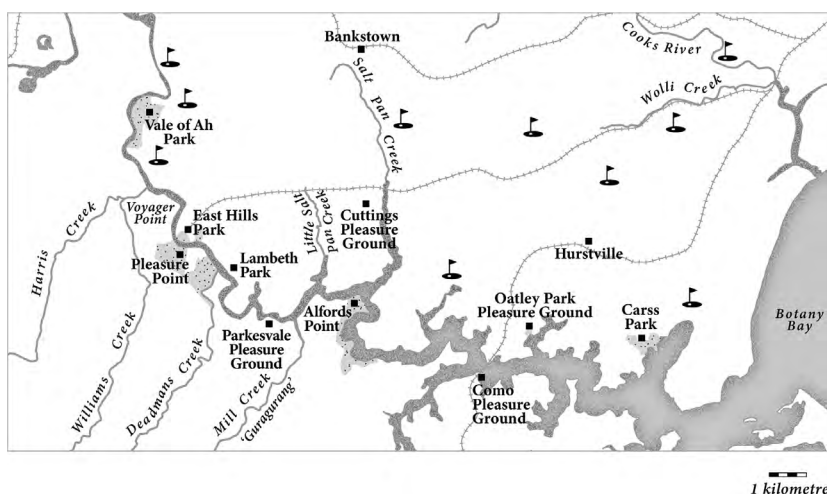 Bankstown
Cooks River
Salt Pan Creek
Wolli Creek
Vale of Ah
Park
Voyager
Point
East Hills
Park
Little Salt
Pan Creek
Cuttings
Pleasure
Ground
Harris Creek
Pleasure
Point
Lambeth
Park
Hurstville
Alfords
Point
Oatley Park
Pleasure Ground
Carss
Park
Botany
Bay
Parkesvale
Pleasure
Ground
Williams Creek
Deadmans Creek
Mill Creek
‘Guragurang’
Como
Pleasure
Ground
1 kilometre